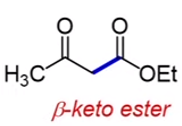 O O
H₃C OEt
β-keto ester